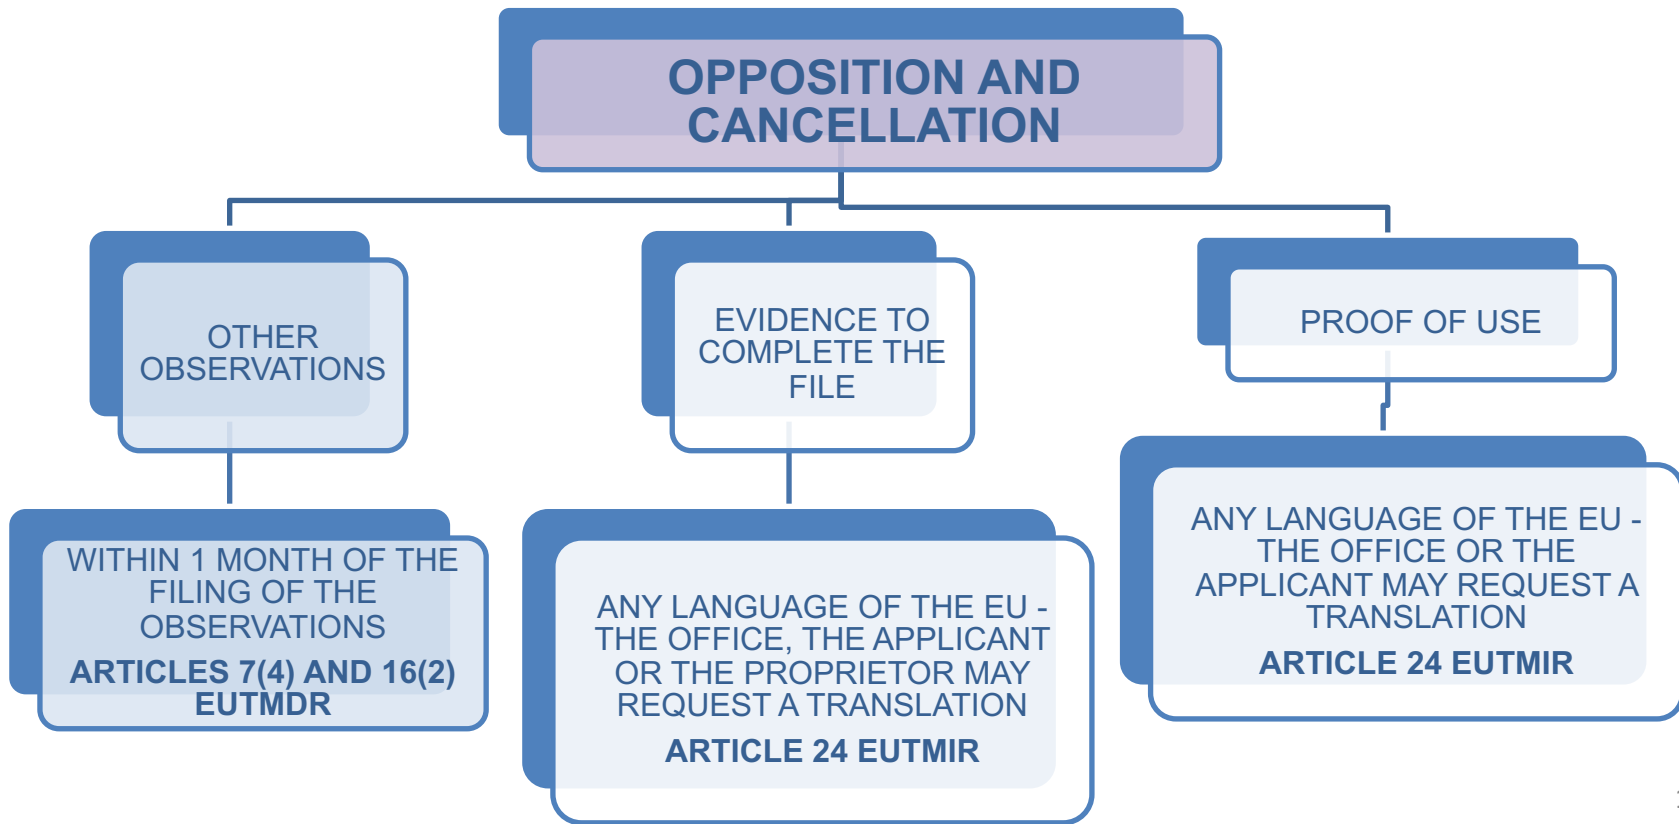 OPPOSITION AND
CANCELLATION
OTHER
OBSERVATIONS
EVIDENCE TO
COMPLETE THE
FILE
PROOF OF USE
WITHIN 1 MONTH OF THE
FILING OF THE
OBSERVATIONS
ARTICLES 7(4) AND 16(2)
EUTMDR
ANY LANGUAGE OF THE EU -
THE OFFICE, THE APPLICANT
OR THE PROPRIETOR MAY
REQUEST A TRANSLATION
ARTICLE 24 EUTMIR
ANY LANGUAGE OF THE EU -
THE OFFICE OR THE
APPLICANT MAY REQUEST A
TRANSLATION
ARTICLE 24 EUTMIR